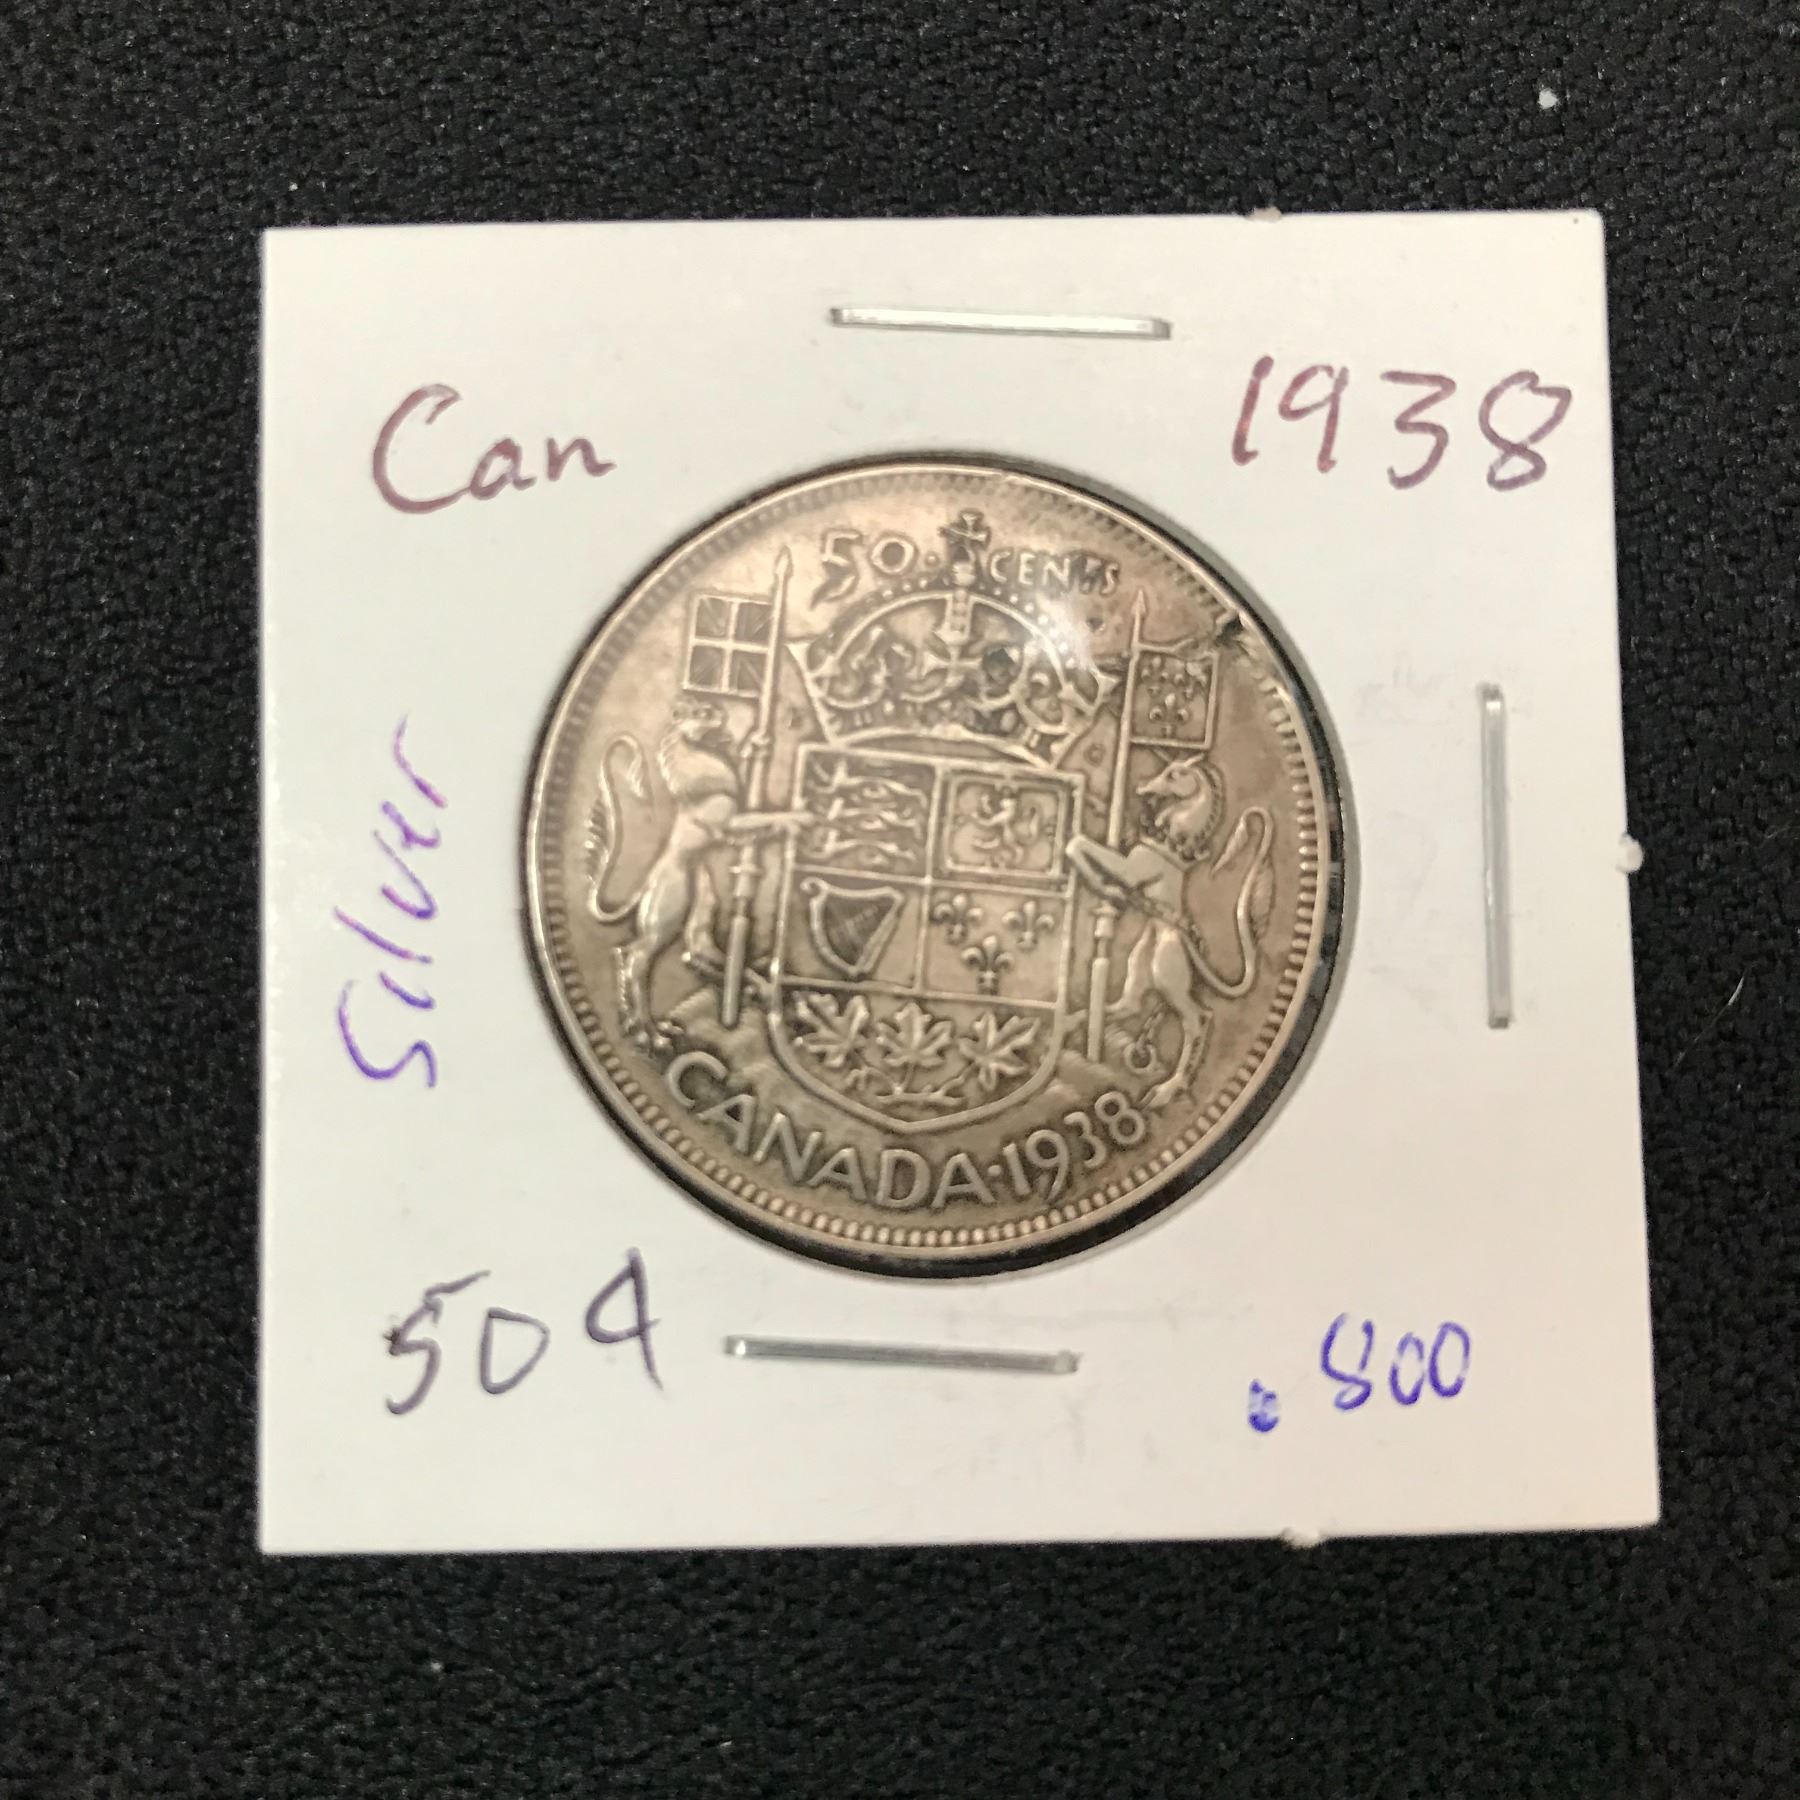 Can
1938
Silver
50 CENTS
CANADA·1938
50¢
.800